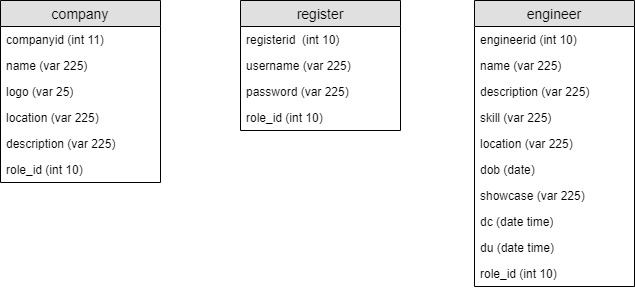 company
companyid (int 11)
name (var 225)
logo (var 25)
location (var 225)
description (var 225)
role_id (int 10)
register
registerid  (int 10)
username (var 225)
password (var 225)
role_id (int 10)
engineer
engineerid (int 10)
name (var 225)
description (var 225)
skill (var 225)
location (var 225)
dob (date)
showcase (var 225)
dc (date time)
du (date time)
role_id (int 10)